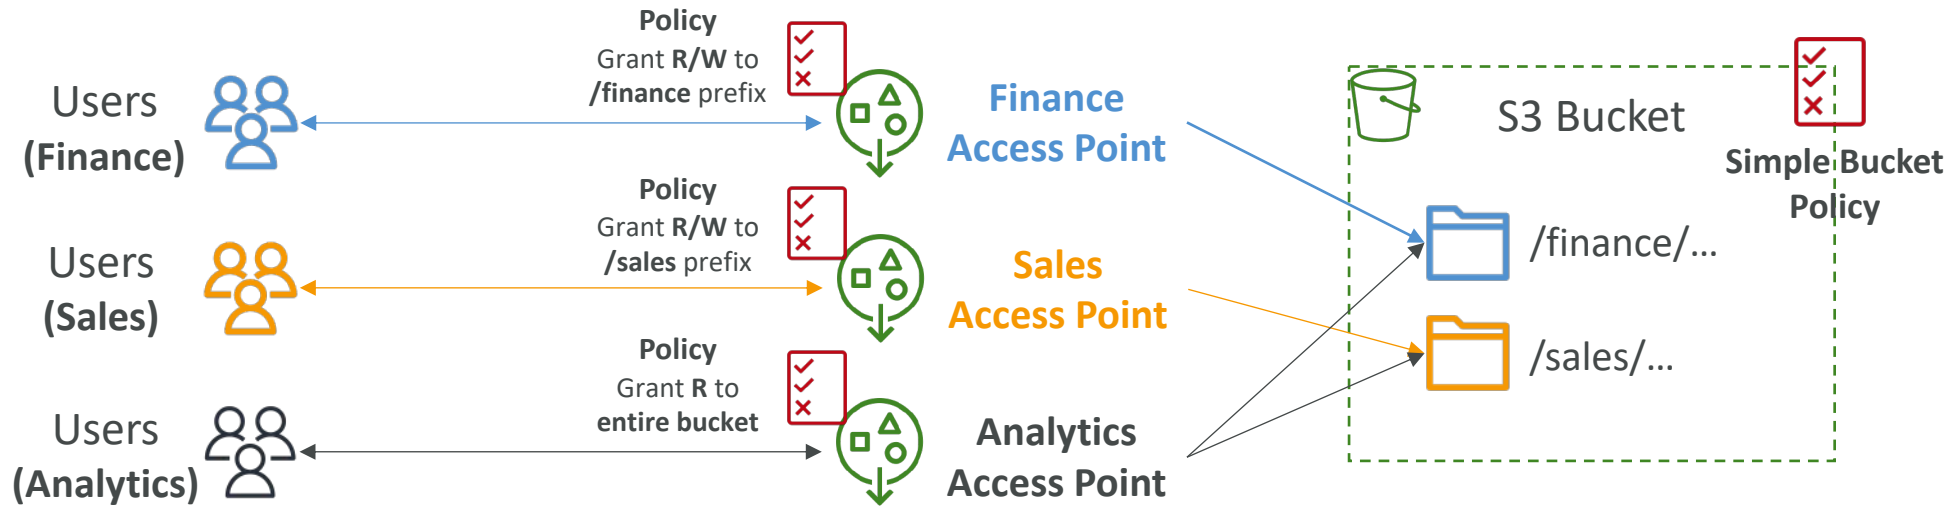 Users
(Finance)
Policy
Grant R/W to
/finance prefix
Finance
Access Point
Users
(Sales)
Policy
Grant R/W to
/sales prefix
Sales
Access Point
Users
(Analytics)
Policy
Grant R to
entire bucket
Analytics
Access Point
S3 Bucket
Simple Bucket
Policy
/finance/...
/sales/...